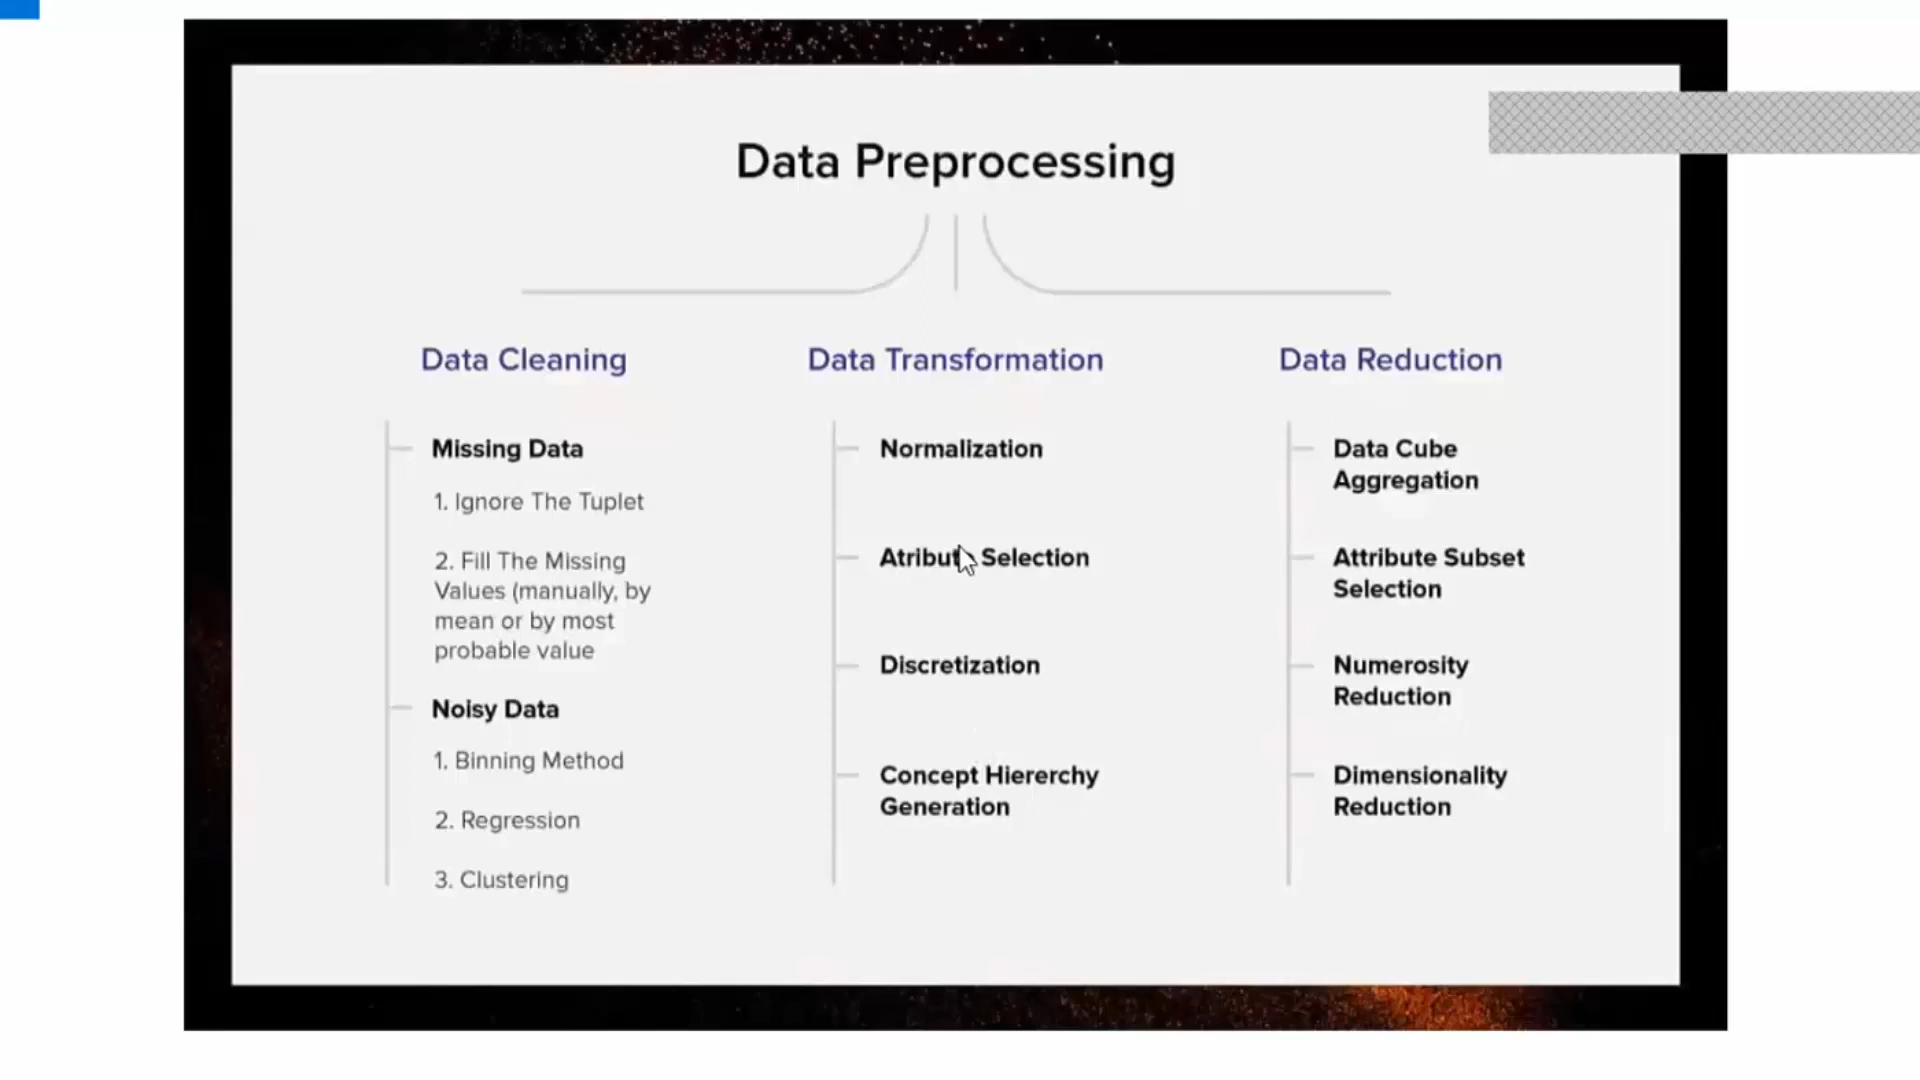 Data Preprocessing
Data Cleaning
Missing Data
1. Ignore The Tuplet
2. Fill The Missing
Values (manually, by
mean or by most
probable value
Noisy Data
1. Binning Method
2. Regression
3. Clustering
Data Transformation
Normalization
Atribute Selection
Discretization
Concept Hiererchy
Generation
Data Reduction
Data Cube
Aggregation
Attribute Subset
Selection
Numerosity
Reduction
Dimensionality
Reduction